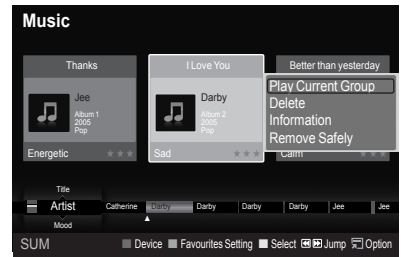 Music
Thanks
I Love You
Better than yesterday
Jee
Album 1
2005
Pop
Darby
Album 2
2005
Pop
Play Current Group
Delete
Information
Remove Safely
Energetic
Sad
Calm
Title
Artist
Catherine Darby Darby Darby Darby Jee Jee
Mood
SUM Device Favourites Setting Select Jump Option